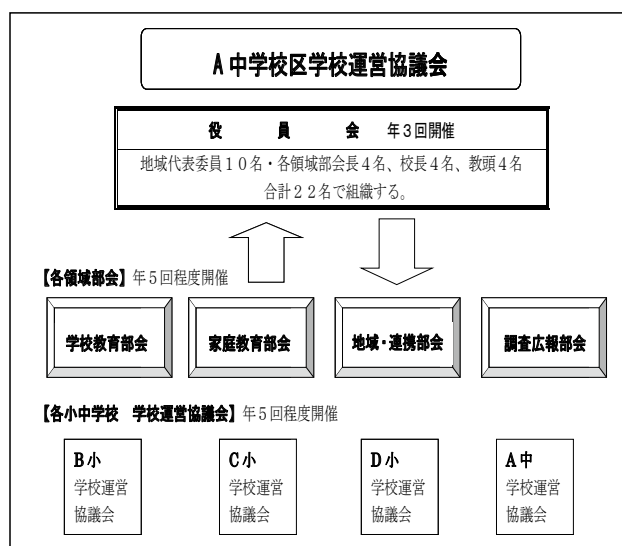 A中学校区学校運営協議会
役 員 会 年３回開催
地域代表委員１０名・各領域部会長４名、校長４名、教頭４名
合計２２名で組織する。
【各領域部会】年５回程度開催
学校教育部会 家庭教育部会 地域・連携部会 調査広報部会
【各小中学校 学校運営協議会】年５回程度開催
B小
学校運営
協議会
C小
学校運営
協議会
D小
学校運営
協議会
A中
学校運営
協議会